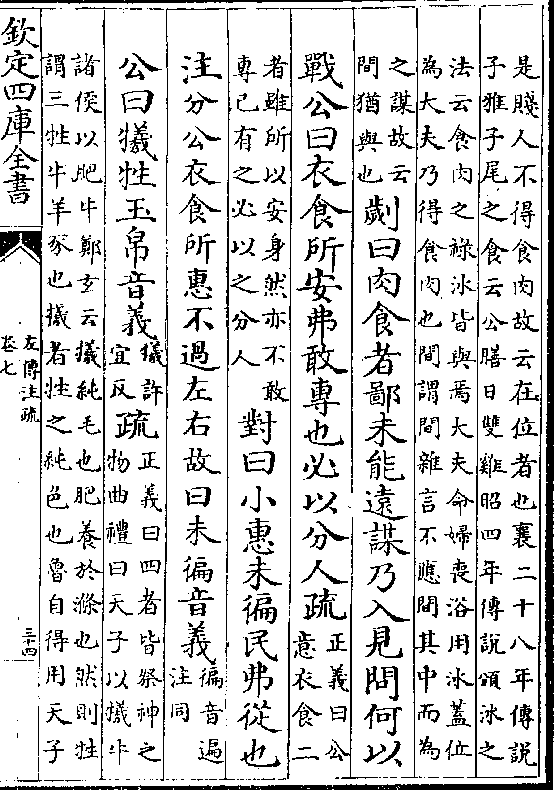 是賤人不得食肉故云在位者也襄二十八年傳說
子雅子尾之食云公膳日雙雞昭四年傳說頒冰之
法云食肉之祿冰皆與焉大夫命婦喪浴用冰蓋位
為大夫乃得食肉也間謂間雜言不應間其中而為
之謀故云
間猶與也
劌曰肉食者鄙未能遠謀乃入見問何以
戰公曰衣食所安弗敢專也必以分人疏
正義曰公
意衣食二
者雖所以安身然亦不敢
專已有之必以之分人
對曰小惠未徧民弗從也
注分公衣食所惠不過左右故曰未徧音義
徧音遍
注同
公曰犧牲玉帛音義
犧許
宜反
疏
正義曰四者皆祭神之
物曲禮曰天子以犧牛
諸侯以肥牛鄭玄云犧純毛也肥養於滌也然則牲
謂三牲牛羊豕也犧者牲之純色也魯自得用天子
欽定四庫全書
左傳注疏
卷七
三十四